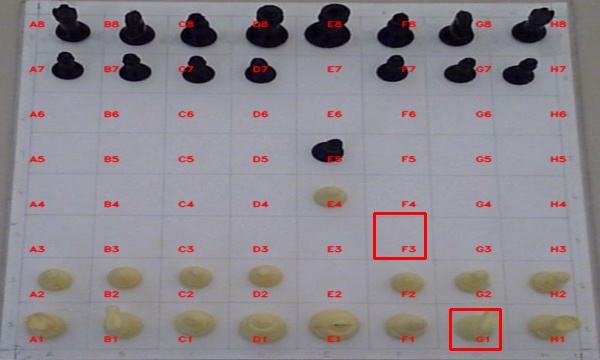 A8 B8 C8 D8 E8 F8 G8 H8
A7 B7 C7 D7 E7 F7 G7 H7
A6 B6 C6 D6 E6 F6 G6 H6
A5 B5 C5 D5 E5 F5 G5 H5
A4 B4 C4 D4 E4 F4 G4 H4
A3 B3 C3 D3 E3 F3 G3 H3
A2 B2 C2 D2 E2 F2 G2 H2
A1 B1 C1 D1 E1 F1 G1 H1